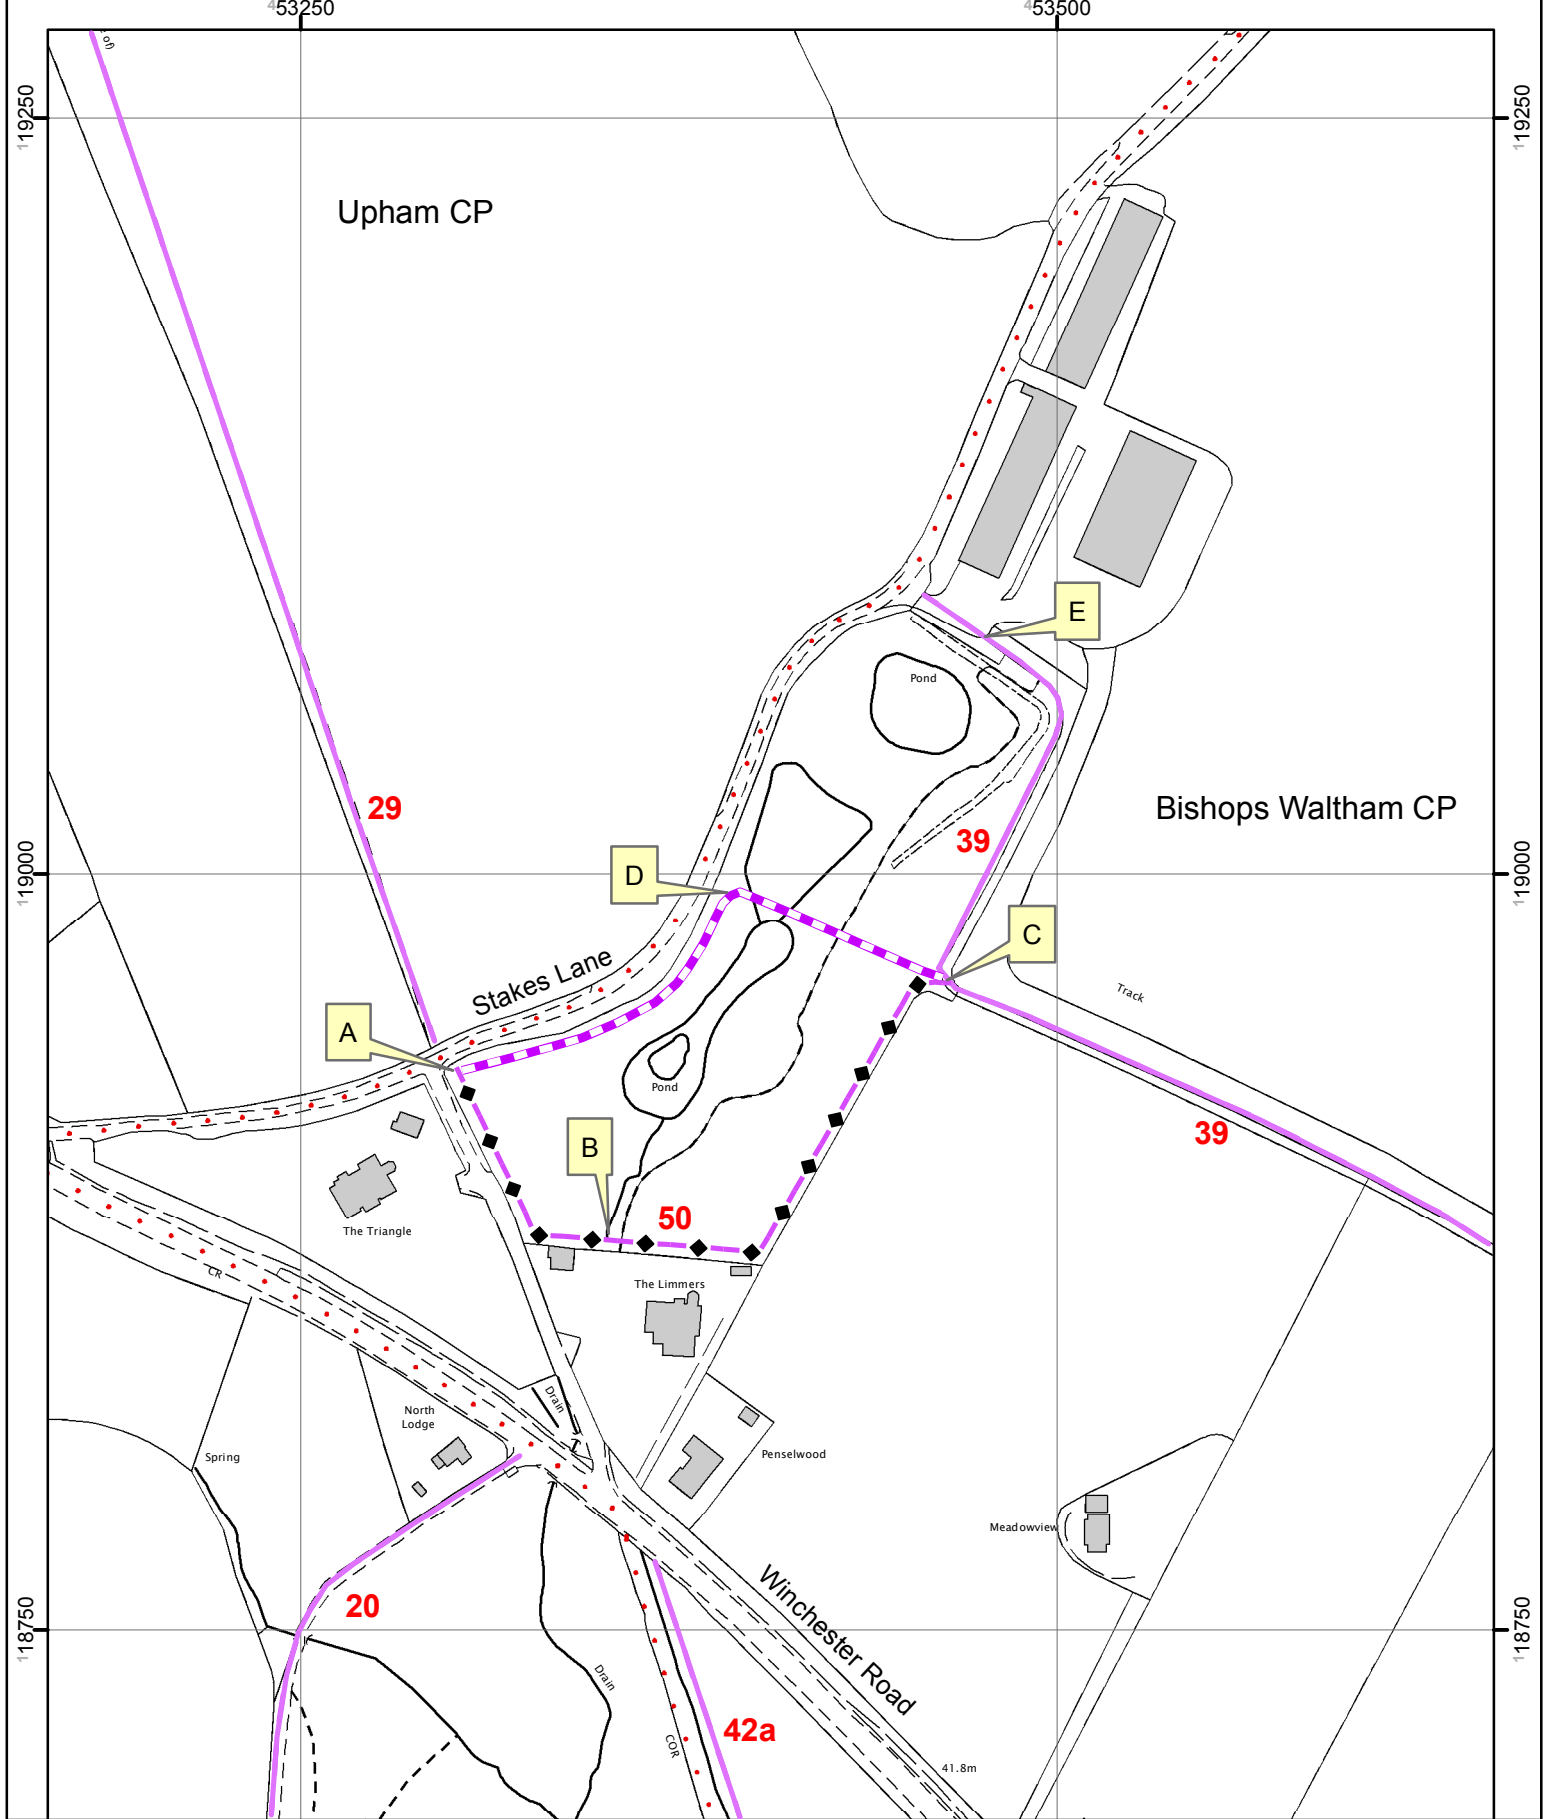 453250
453500
119250
119250
Upham CP
E
Pond
29
Bishops Waltham CP
39
119000
119000
D
C
Stakes Lane
Track
A
Pond
39
B
50
The Triangle
CR
The Limmers
Drain
North
Lodge
Spring
Penselwood
Meadowview
Winchester Road
20
118750
118750
Drain
42a
COR
41.8m